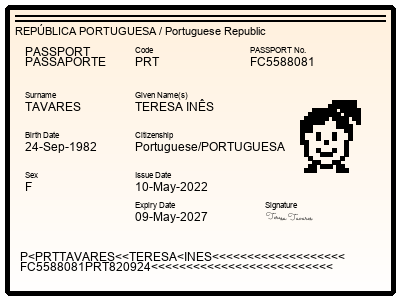 REPÚBLICA PORTUGUESA / Portuguese Republic
PASSPORT Code PASSPORT No.
PASSAPORTE PRT FC5588081
Surname Given Name(s)
TAVARES TERESA INÊS
Birth Date Citizenship
24-Sep-1982 Portuguese/PORTUGUESA
Sex Issue Date
F 10-May-2022
Expiry Date Signature
09-May-2027 Teresa Tavares
P<PRTTAVARES<<TERESA<INES<<<<<<<<<<<<<<<<<<<
FC5588081PRT820924<<<<<<<<<<<<<<<<<<<<<<<<<<